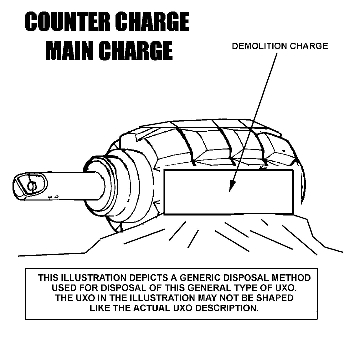 COUNTER CHARGE
MAIN CHARGE
DEMOLITION CHARGE
THIS ILLUSTRATION DEPICTS A GENERIC DISPOSAL METHOD
USED FOR DISPOSAL OF THIS GENERAL TYPE OF UXO.
THE UXO IN THE ILLUSTRATION MAY NOT BE SHAPED
LIKE THE ACTUAL UXO DESCRIPTION.